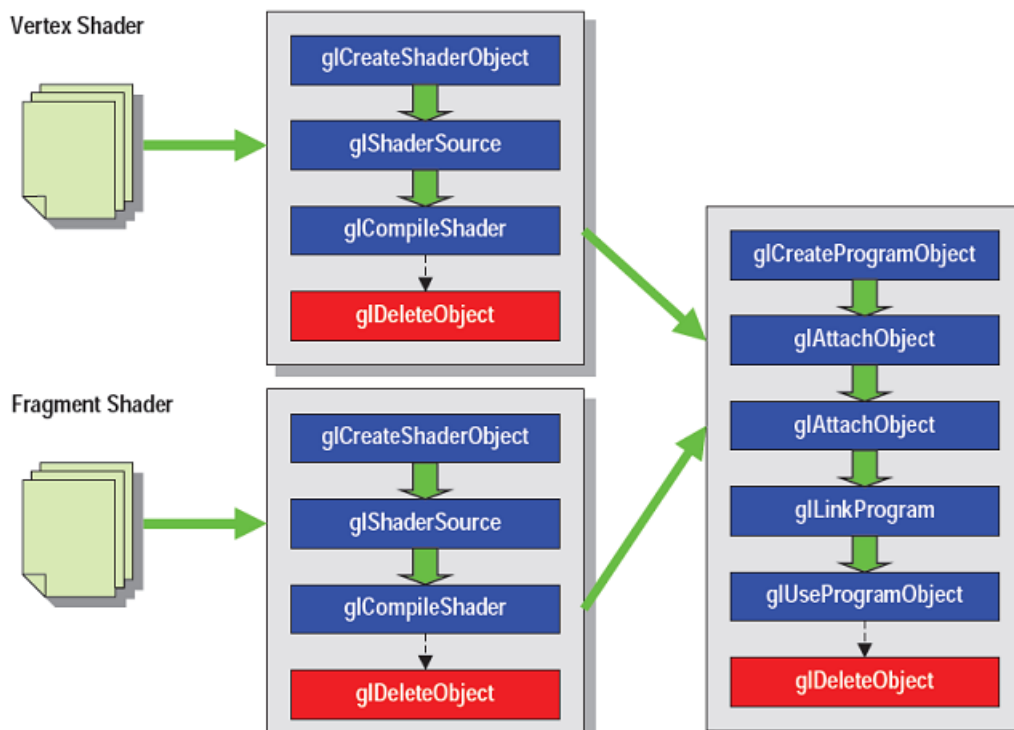 Vertex Shader
glCreateShaderObject
glShaderSource
glCompileShader
glDeleteObject
Fragment Shader
glCreateShaderObject
glShaderSource
glCompileShader
glDeleteObject
glCreateProgramObject
glAttachObject
glAttachObject
glLinkProgram
glUseProgramObject
glDeleteObject